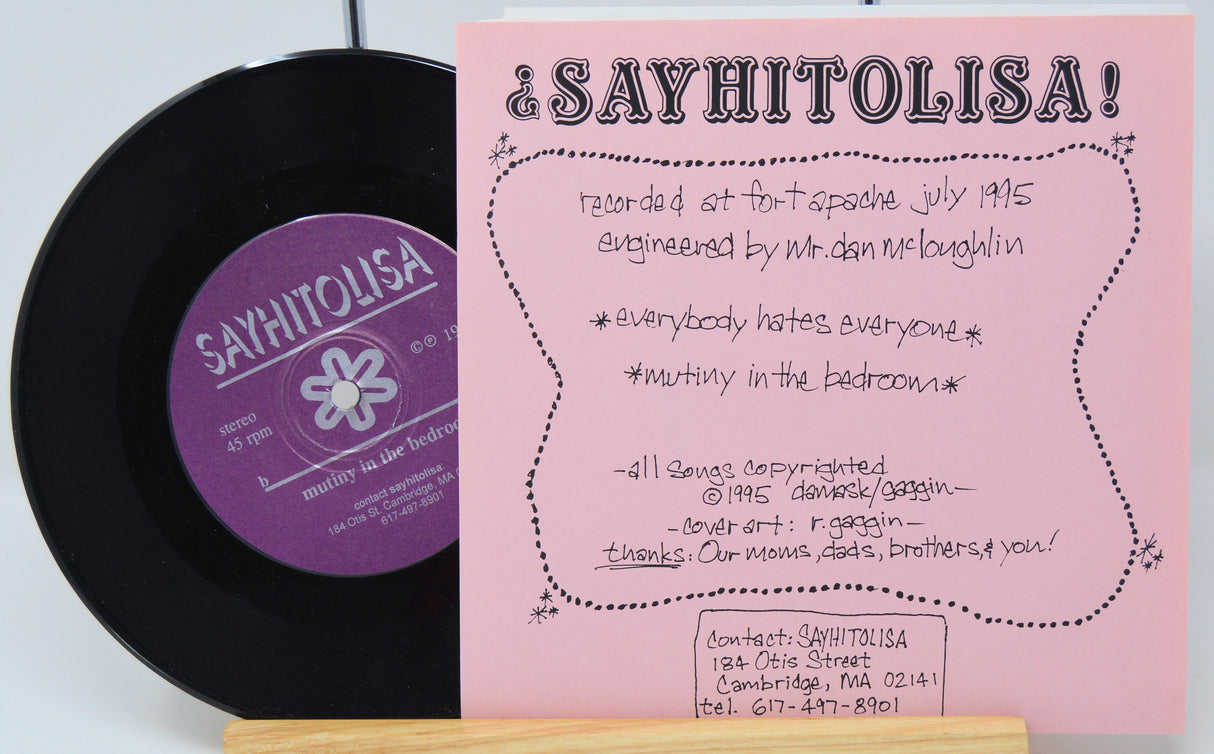 SAYHITOLISA
© ℗ 19
stereo
45 rpm
b
mutiny in the bedroo
contact sayhitolisa:
184 Otis St. Cambridge, MA
617-497-8901
¿SAYHITOLISA!
recorded at fort apache july 1995
engineered by Mr. dan mcloughlin
*everybody hates everyone*
*mutiny in the bedroom*
-all songs copyrighted
©1995 damask/gaggin-
-cover art: r. gaggin-
thanks: Our moms, dads, brothers, & you!
Contact: SAYHITOLISA
184 Otis Street
Cambridge, MA 02141
tel. 617-497-8901